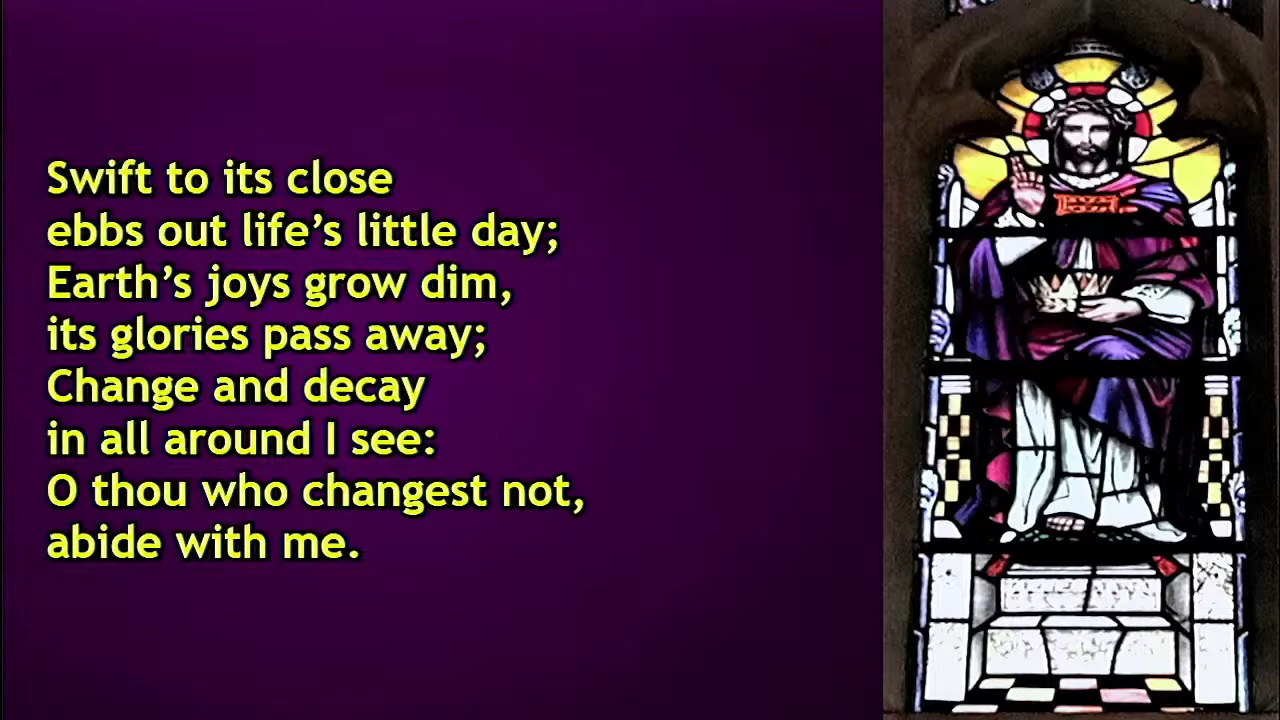 Swift to its close
ebbs out life’s little day;
Earth’s joys grow dim,
its glories pass away;
Change and decay
in all around I see:
O thou who changest not,
abide with me.